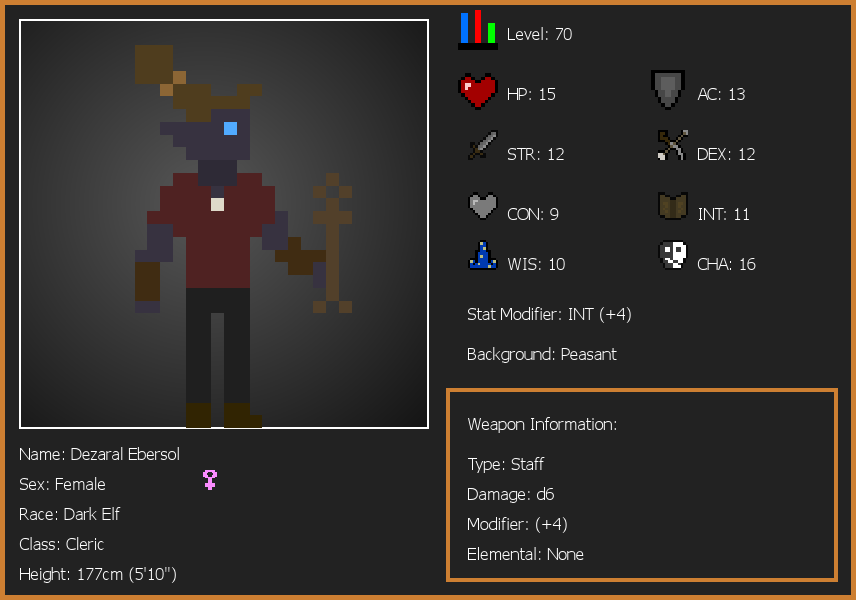 Level: 70
HP: 15
AC: 13
STR: 12
DEX: 12
CON: 9
INT: 11
WIS: 10
CHA: 16
Stat Modifier: INT (+4)
Background: Peasant
Weapon Information:
Type: Staff
Damage: d6
Modifier: (+4)
Elemental: None
Name: Dezaral Ebersol
Sex: Female
Race: Dark Elf
Class: Cleric
Height: 177cm (5'10")